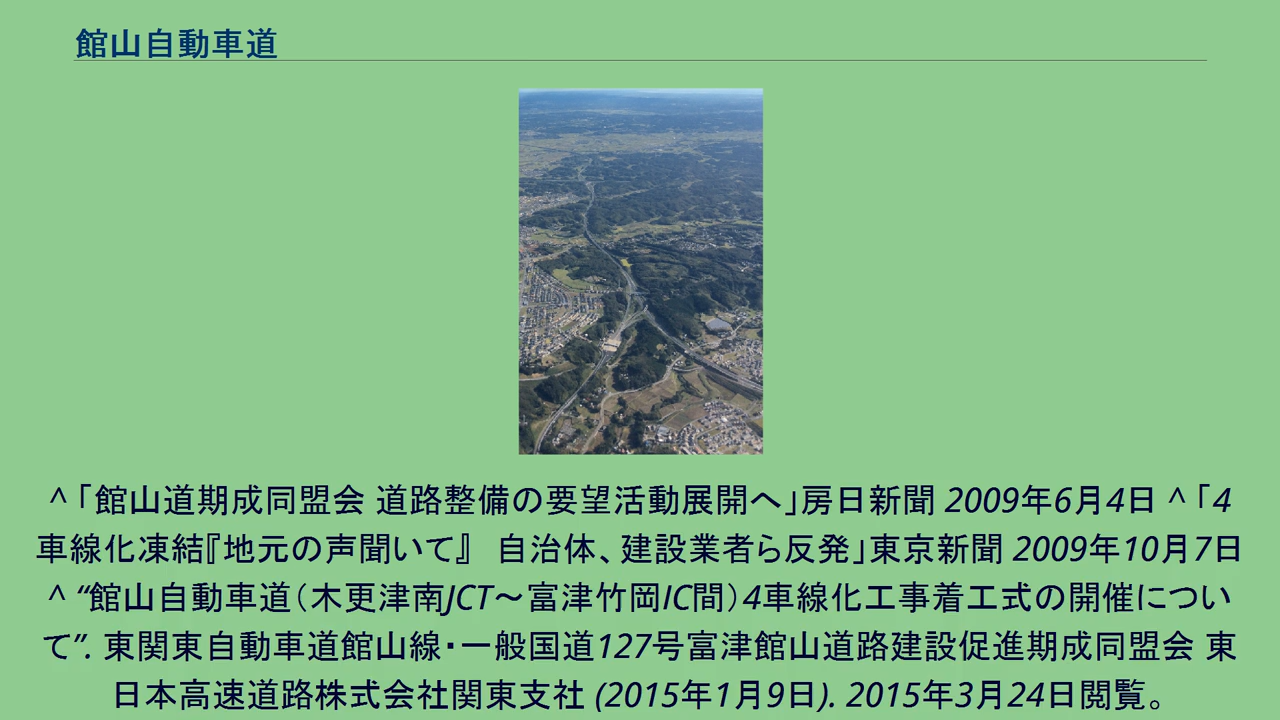 館山自動車道
^ ｢館山道期成同盟会 道路整備の要望活動展開へ｣房日新聞 2009年6月4日 ^ ｢4
車線化凍結『地元の声聞いて』　自治体、建設業者ら反発｣東京新聞 2009年10月7日
^ “館山自動車道（木更津南JCT～富津竹岡IC間）4車線化工事着工式の開催につい
て”. 東関東自動車道館山線・一般国道127号富津館山道路建設促進期成同盟会 東
日本高速道路株式会社関東支社 (2015年1月9日). 2015年3月24日閲覧。